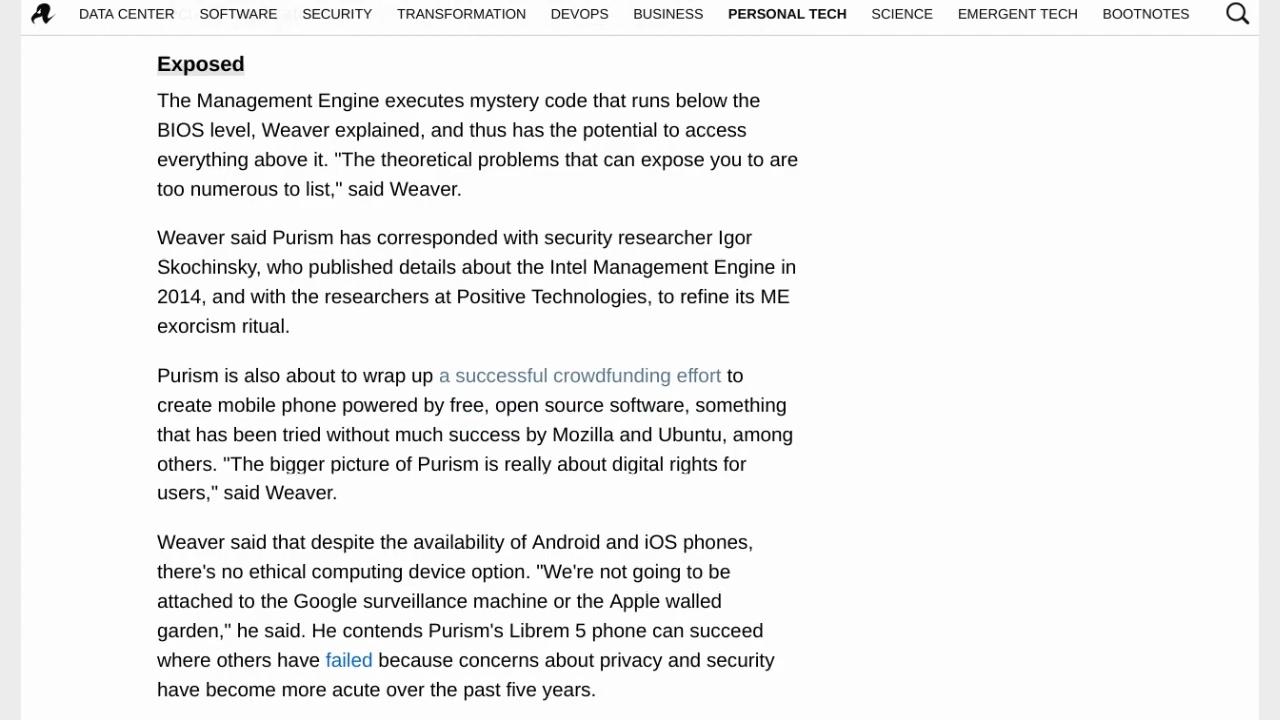 DATA CENTER SOFTWARE SECURITY TRANSFORMATION DEVOPS BUSINESS PERSONAL TECH SCIENCE EMERGENT TECH BOOTNOTES
Exposed
The Management Engine executes mystery code that runs below the
BIOS level, Weaver explained, and thus has the potential to access
everything above it. "The theoretical problems that can expose you to are
too numerous to list," said Weaver.
Weaver said Purism has corresponded with security researcher Igor
Skochinsky, who published details about the Intel Management Engine in
2014, and with the researchers at Positive Technologies, to refine its ME
exorcism ritual.
Purism is also about to wrap up a successful crowdfunding effort to
create mobile phone powered by free, open source software, something
that has been tried without much success by Mozilla and Ubuntu, among
others. "The bigger picture of Purism is really about digital rights for
users," said Weaver.
Weaver said that despite the availability of Android and iOS phones,
there's no ethical computing device option. "We're not going to be
attached to the Google surveillance machine or the Apple walled
garden," he said. He contends Purism's Librem 5 phone can succeed
where others have failed because concerns about privacy and security
have become more acute over the past five years.